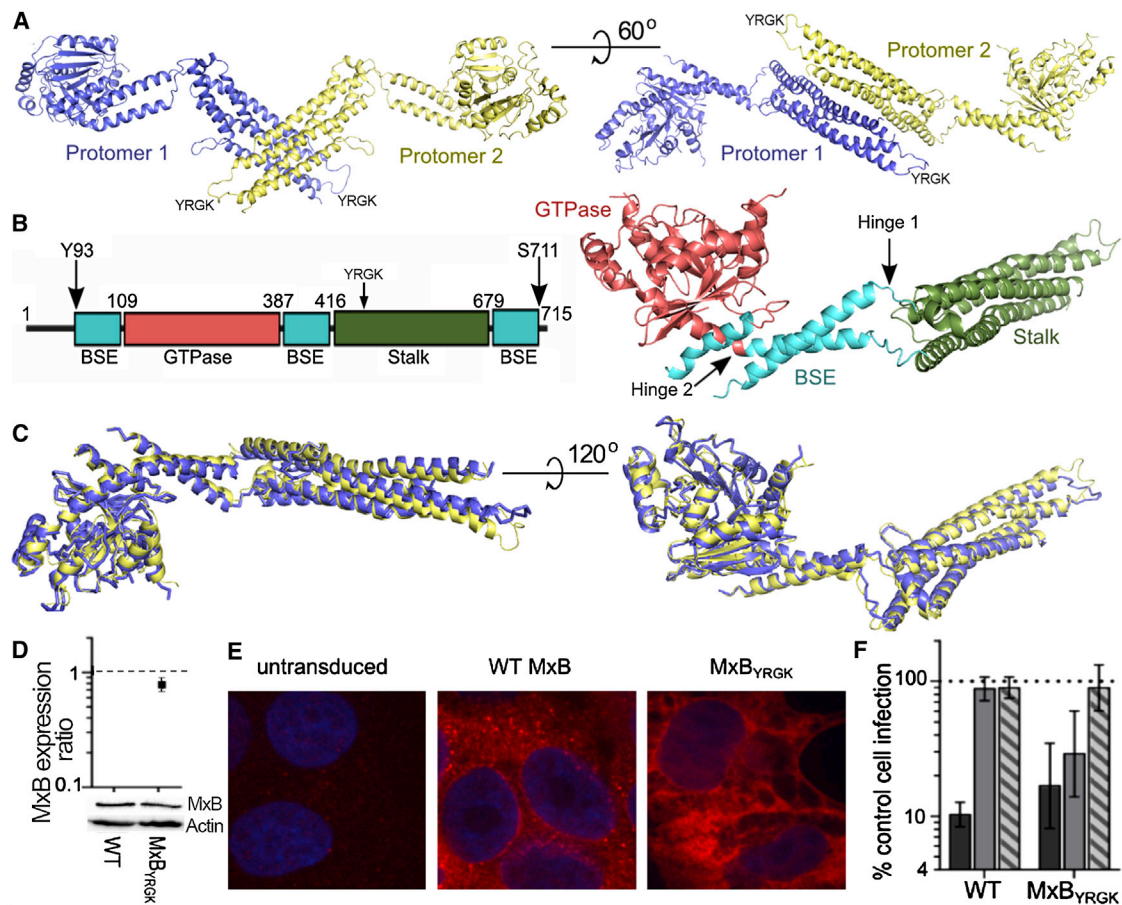 A
60°
Protomer 1
Protomer 2
YRGK
YRGK
YRGK
Protomer 2
Protomer 1
YRGK
B
Y93
S711
YRGK
1
109
387
416
679
715
BSE
GTPase
BSE
Stalk
BSE
GTPase
Hinge 1
Stalk
BSE
Hinge 2
C
120°
D
MxB expression
ratio
1
0.1
MxB
Actin
WT
MxBYRGK
E
untransduced
WT MxB
MxBYRGK
F
% control cell infection
100
10
4
WT
MxBYRGK